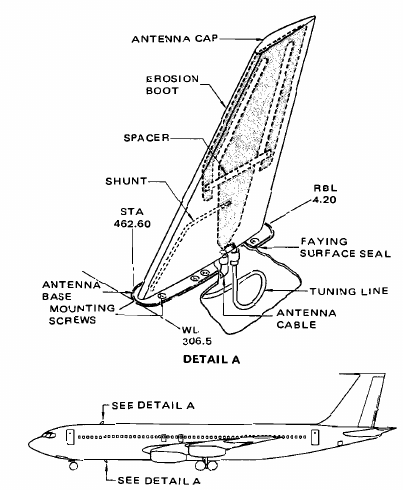 ANTENNA CAP
EROSION
BOOT
SPACER
SHUNT
RBL
4.20
STA
462.60
FAYING
SURFACE SEAL
ANTENNA
BASE
MOUNTING
SCREWS
TUNING LINE
WL
306.5
ANTENNA
CABLE
DETAIL A
SEE DETAIL A
SEE DETAIL A